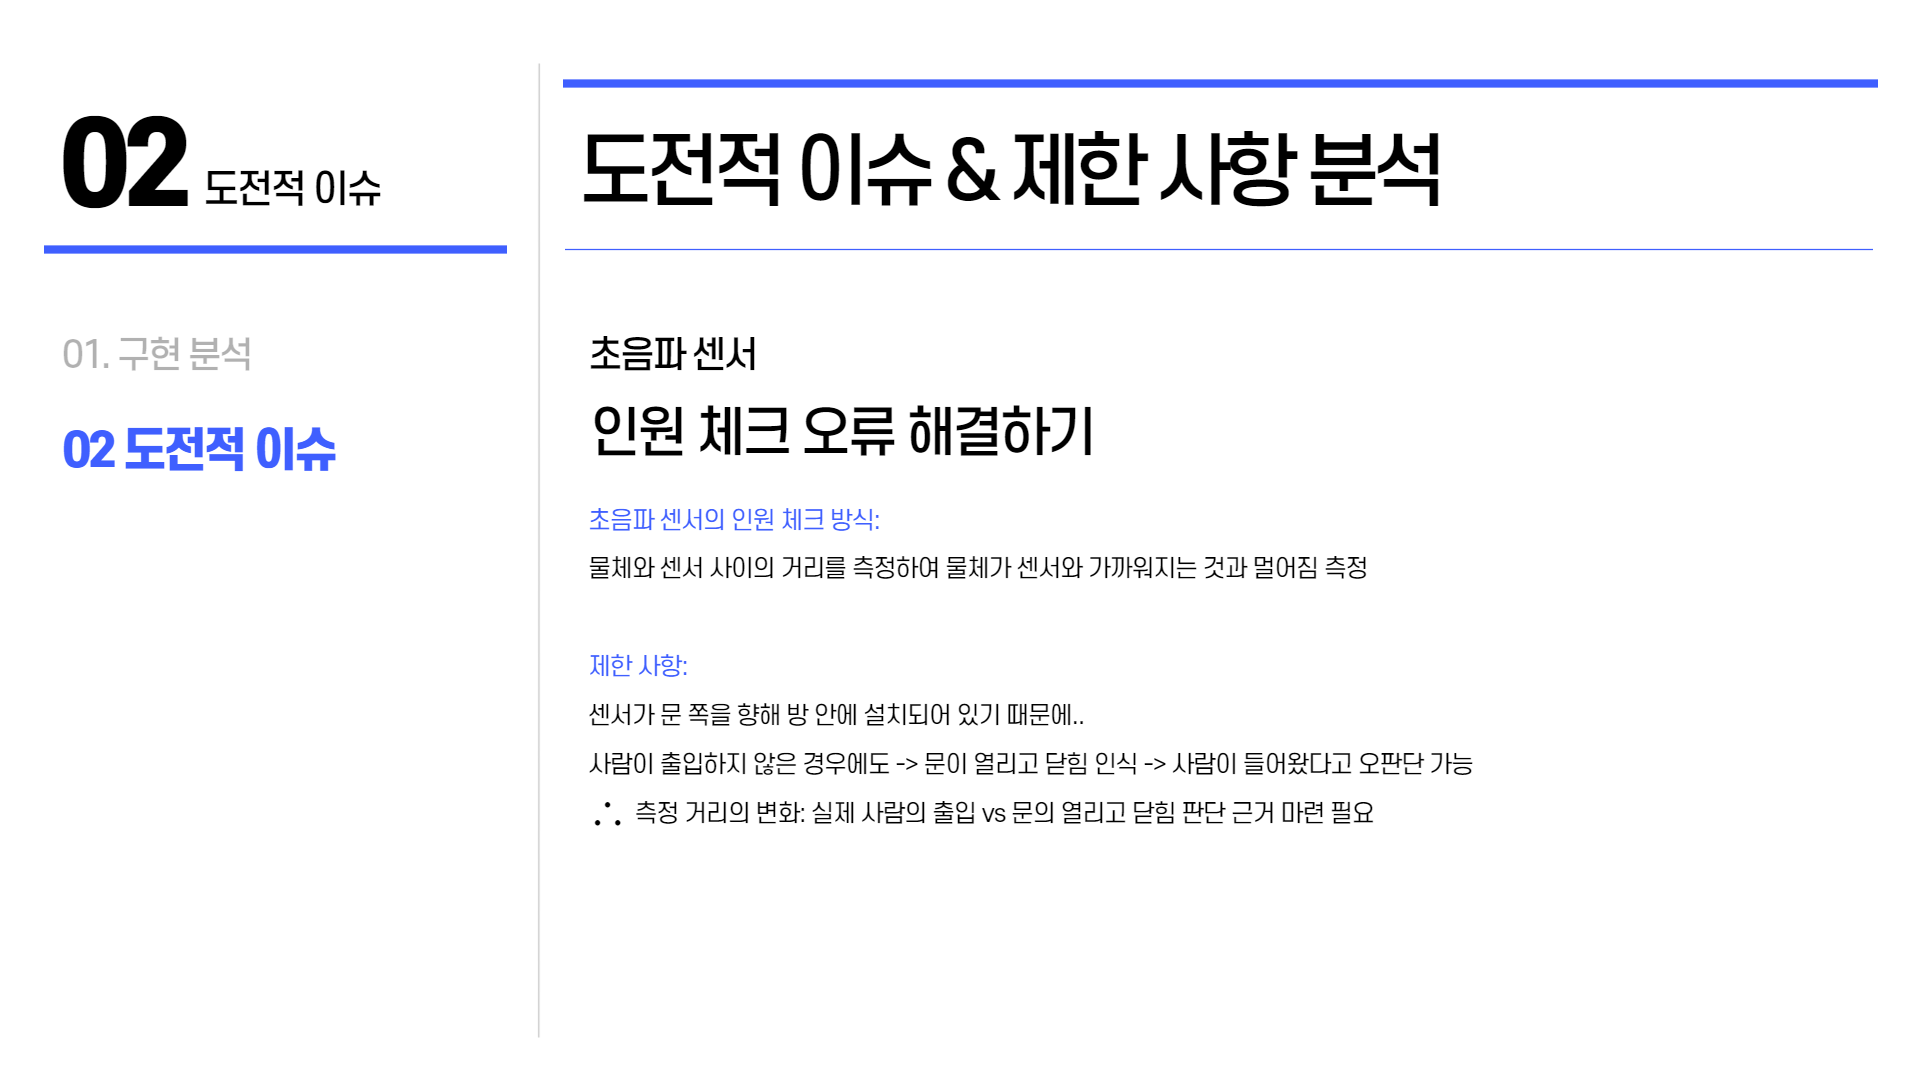 02 도전적 이슈
01. 구현 분석
02 도전적 이슈
도전적 이슈 & 제한 사항 분석
초음파 센서
인원 체크 오류 해결하기
초음파 센서의 인원 체크 방식:
물체와 센서 사이의 거리를 측정하여 물체가 센서와 가까워지는 것과 멀어짐 측정
제한 사항:
센서가 문 쪽을 향해 방 안에 설치되어 있기 때문에..
사람이 출입하지 않은 경우에도 -> 문이 열리고 닫힘 인식 -> 사람이 들어왔다고 오판단 가능
∴ 측정 거리의 변화: 실제 사람의 출입 vs 문의 열리고 닫힘 판단 근거 마련 필요